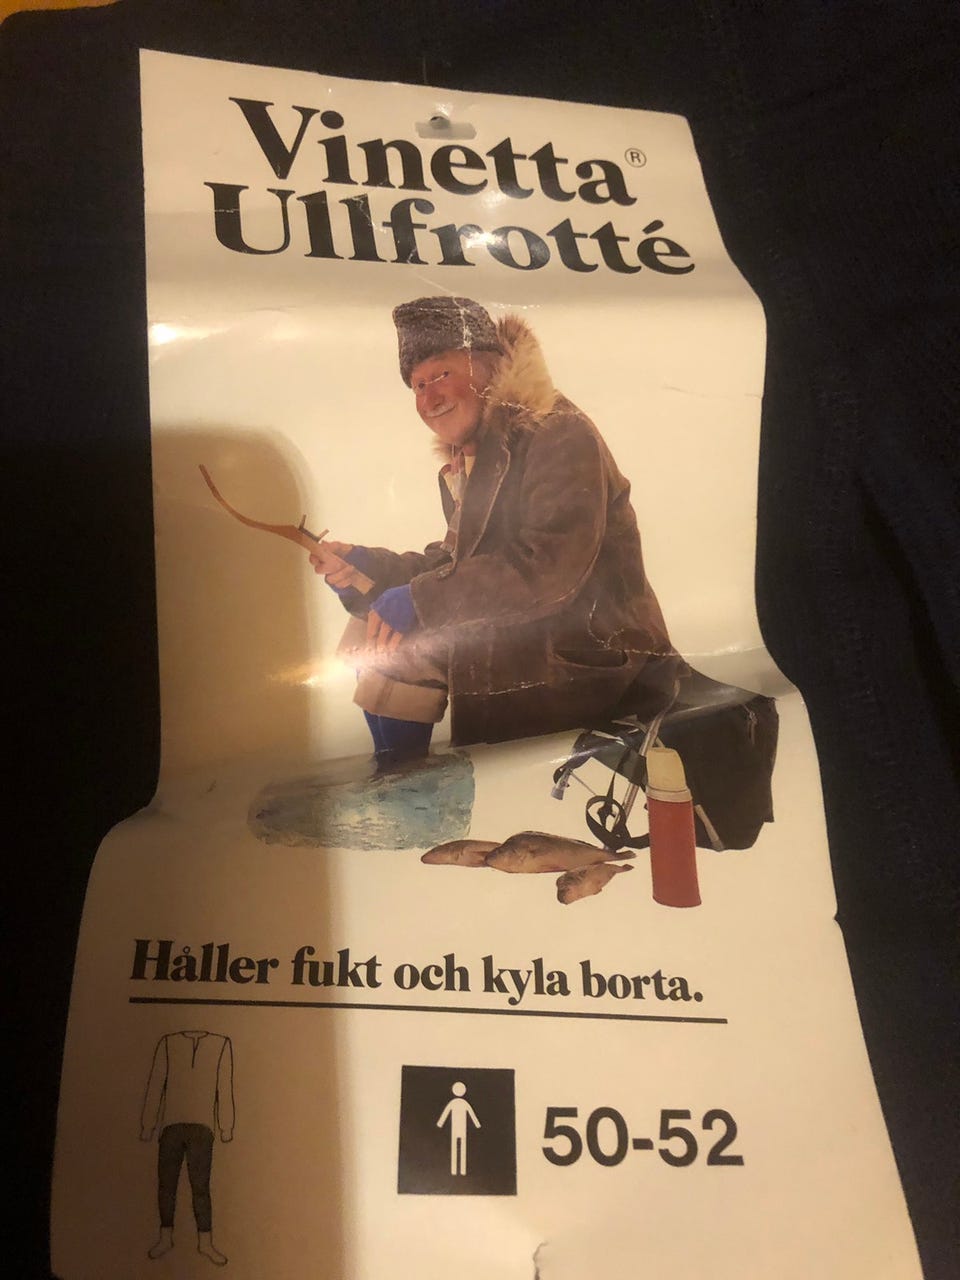 Vinetta®
Ullfrotté
Håller fukt och kyla borta.
50-52